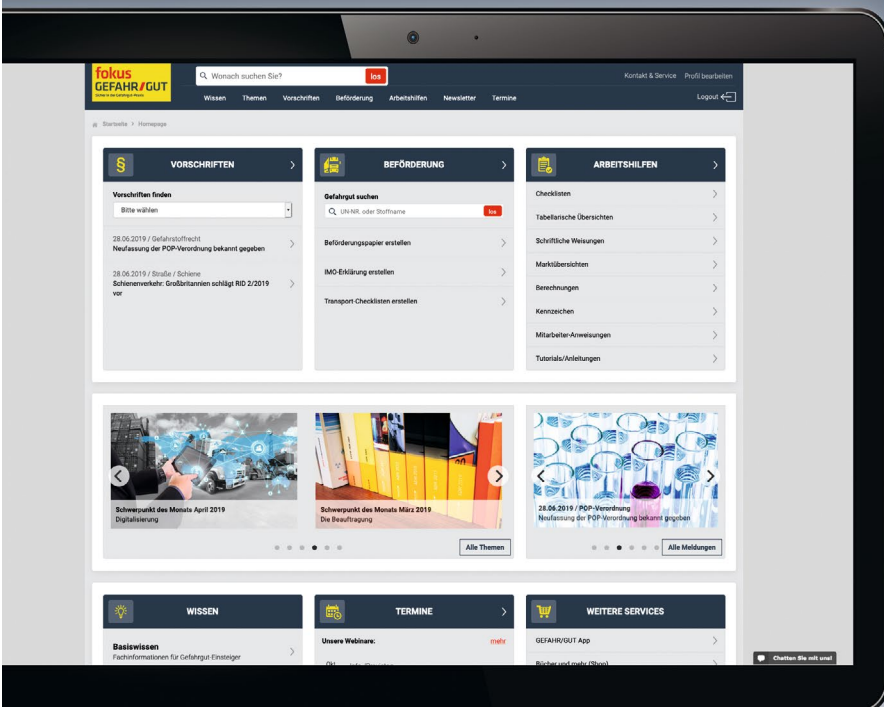 fokus
GEFAHR/GUT
Wonach suchen Sie?
los
Kontakt & Service
Profil bearbeiten
Wissen
Themen
Vorschriften
Beförderung
Arbeitshilfen
Newsletter
Termine
Logout
Startseite > Homepage
§
VORSCHRIFTEN
Vorschriften finden
Bitte wählen
28.06.2019 / Gefahrstoffrecht
Neufassung der POP-Verordnung bekannt gegeben
28.06.2019 / Straße / Schiene
Schienenverkehr: Großbritannien schlägt RID 2/2019
vor
BEFÖRDERUNG
Gefahrgut suchen
UN-NR. oder Stoffname
los
Beförderungspapier erstellen
IMO-Erklärung erstellen
Transport-Checklisten erstellen
ARBEITSHILFEN
Checklisten
Tabellarische Übersichten
Schriftliche Weisungen
Marktübersichten
Berechnungen
Kennzeichen
Mitarbeiter-Anweisungen
Tutorials/Anleitungen
Schwerpunkt des Monats April 2019
Digitalisierung
Schwerpunkt des Monats März 2019
Die Beauftragung
Alle Themen
28.06.2019 / POP-Verordnung
Neufassung der POP-Verordnung bekannt gegeben
Alle Meldungen
WISSEN
Basiswissen
Fachinformationen für Gefahrgut-Einsteiger
TERMINE
Unsere Webinare:
mehr
WEITERE SERVICES
GEFAHR/GUT App
Bücher und mehr (Shop)
Chatten Sie mit uns!